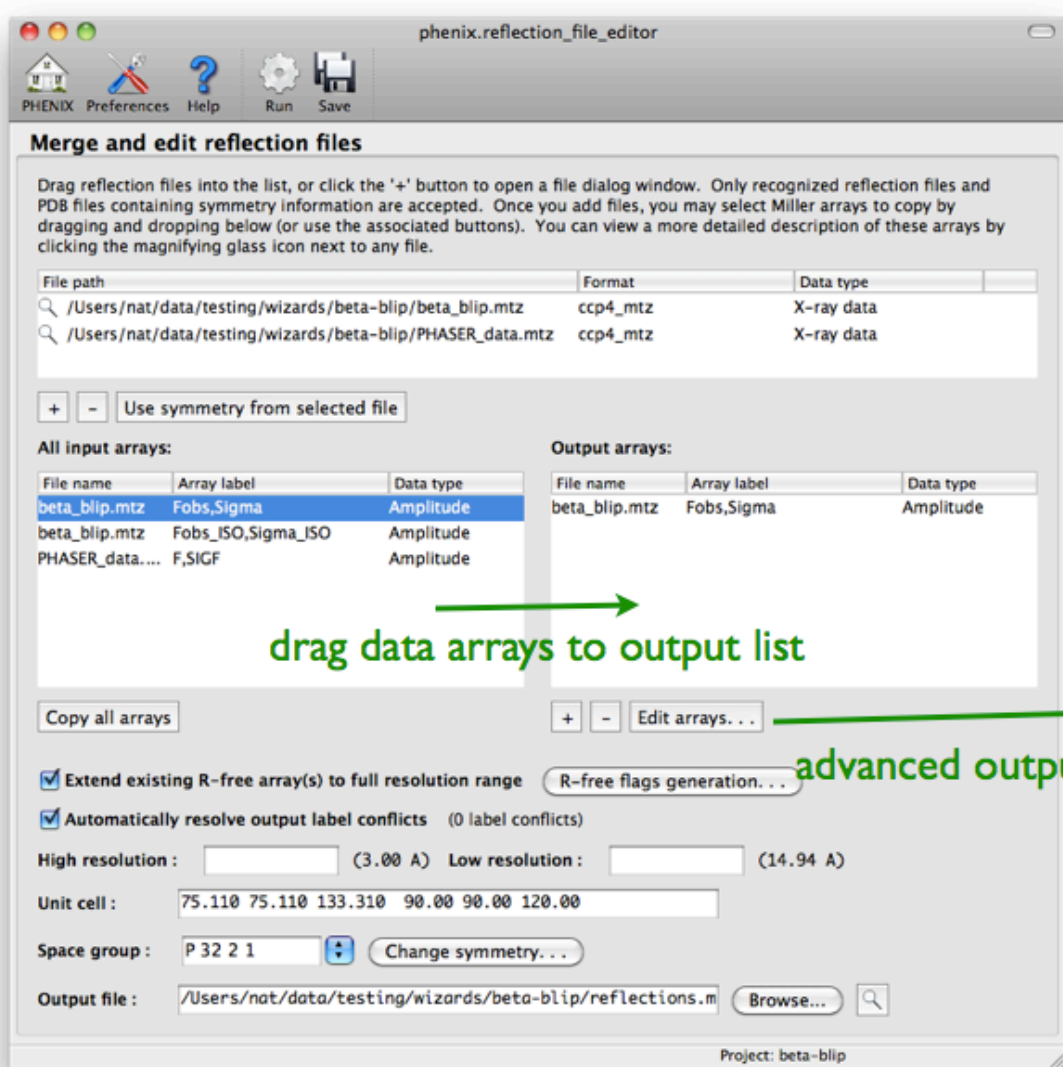 phenix.reflection_file_editor
PHENIX Preferences Help Run Save
Merge and edit reflection files
Drag reflection files into the list, or click the '+' button to open a file dialog window. Only recognized reflection files and
PDB files containing symmetry information are accepted. Once you add files, you may select Miller arrays to copy by
dragging and dropping below (or use the associated buttons). You can view a more detailed description of these arrays by
clicking the magnifying glass icon next to any file.
File path Format Data type
/Users/nat/data/testing/wizards/beta-blip/beta_blip.mtz ccp4_mtz X-ray data
/Users/nat/data/testing/wizards/beta-blip/PHASER_data.mtz ccp4_mtz X-ray data
+ - Use symmetry from selected file
All input arrays: Output arrays:
File name Array label Data type File name Array label Data type
beta_blip.mtz Fobs,Sigma Amplitude beta_blip.mtz Fobs,Sigma Amplitude
beta_blip.mtz Fobs_ISO,Sigma_ISO Amplitude
PHASER_data.... F,SIGF Amplitude
drag data arrays to output list
Copy all arrays + - Edit arrays. . .
advanced outpu
Extend existing R-free array(s) to full resolution range R-free flags generation. . .
Automatically resolve output label conflicts (0 label conflicts)
High resolution : (3.00 A) Low resolution : (14.94 A)
Unit cell : 75.110 75.110 133.310 90.00 90.00 120.00
Space group : P 32 2 1 Change symmetry. . .
Output file : /Users/nat/data/testing/wizards/beta-blip/reflections.m Browse...
Project: beta-blip